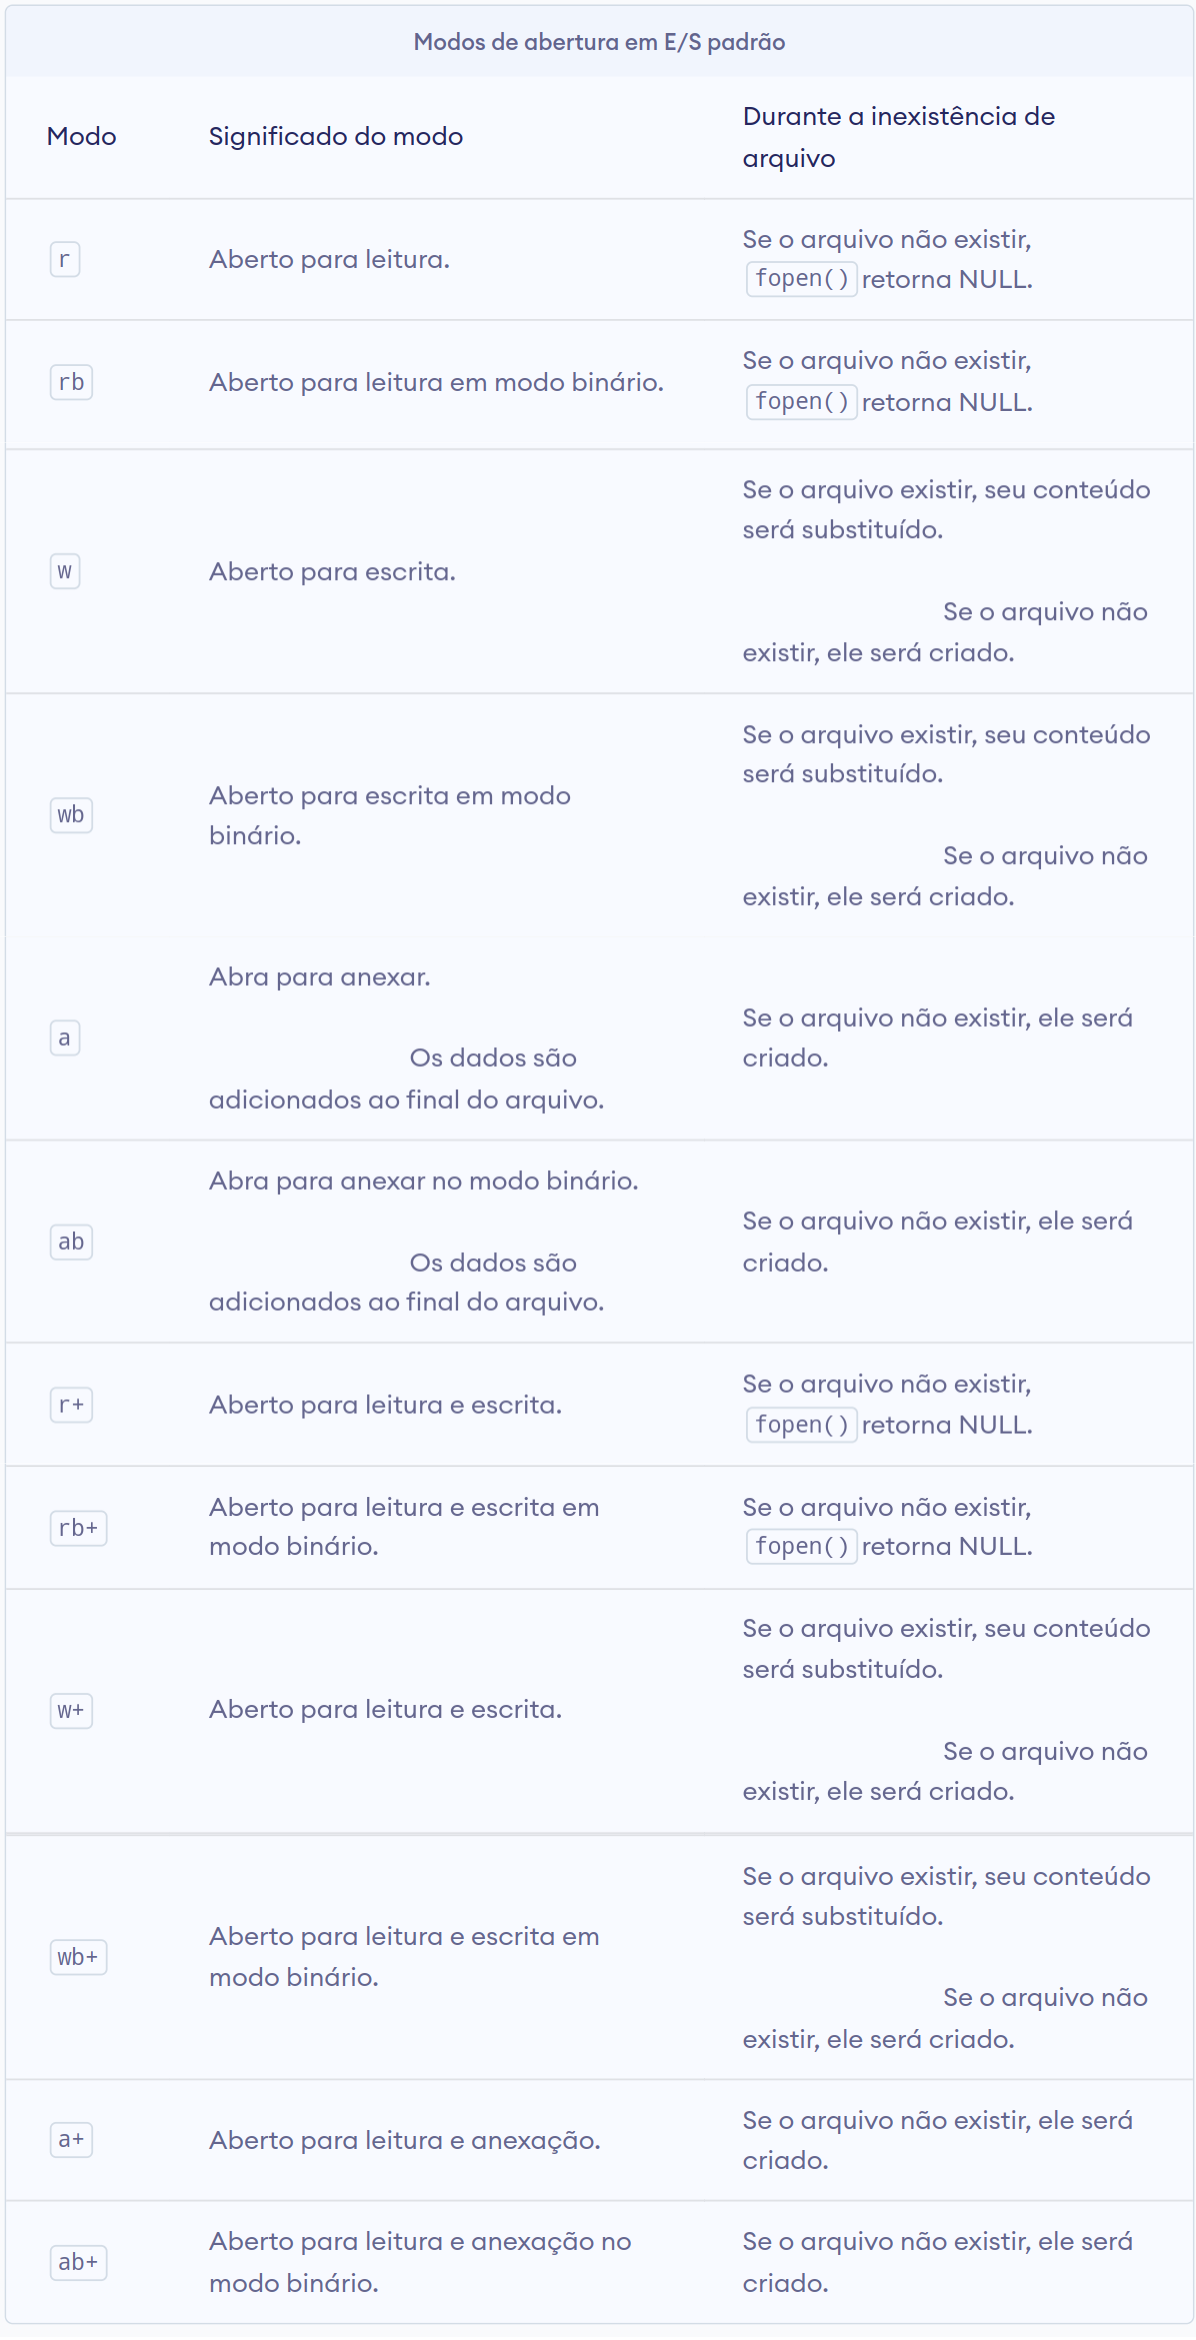 Modos de abertura em E/S padrão
Modo
Significado do modo
Durante a inexistência de
arquivo
r
Aberto para leitura.
Se o arquivo não existir,
fopen() retorna NULL.
rb
Aberto para leitura em modo binário.
Se o arquivo não existir,
fopen() retorna NULL.
w
Aberto para escrita.
Se o arquivo existir, seu conteúdo
será substituído.
Se o arquivo não
existir, ele será criado.
wb
Aberto para escrita em modo
binário.
Se o arquivo existir, seu conteúdo
será substituído.
Se o arquivo não
existir, ele será criado.
a
Abra para anexar.
Os dados são
adicionados ao final do arquivo.
Se o arquivo não existir, ele será
criado.
ab
Abra para anexar no modo binário.
Os dados são
adicionados ao final do arquivo.
Se o arquivo não existir, ele será
criado.
r+
Aberto para leitura e escrita.
Se o arquivo não existir,
fopen() retorna NULL.
rb+
Aberto para leitura e escrita em
modo binário.
Se o arquivo não existir,
fopen() retorna NULL.
w+
Aberto para leitura e escrita.
Se o arquivo existir, seu conteúdo
será substituído.
Se o arquivo não
existir, ele será criado.
wb+
Aberto para leitura e escrita em
modo binário.
Se o arquivo existir, seu conteúdo
será substituído.
Se o arquivo não
existir, ele será criado.
a+
Aberto para leitura e anexação.
Se o arquivo não existir, ele será
criado.
ab+
Aberto para leitura e anexação no
modo binário.
Se o arquivo não existir, ele será
criado.